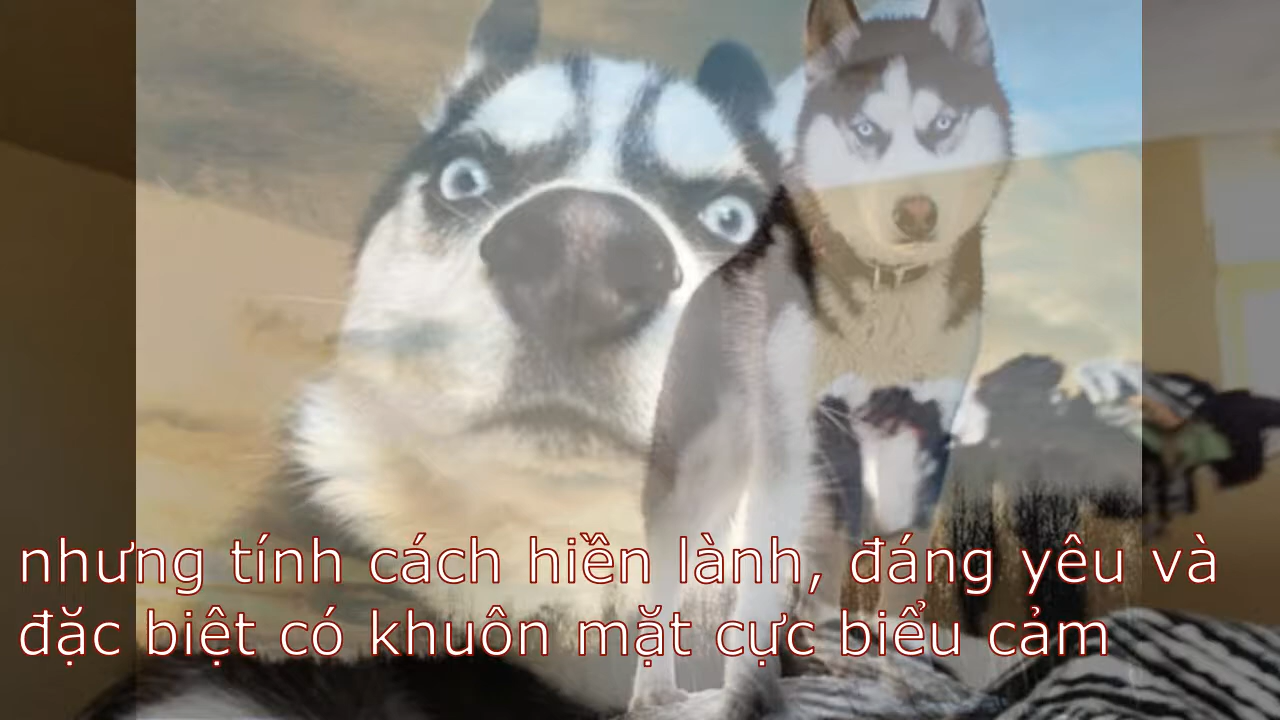 nhưng tính cách hiền lành, đáng yêu và
đặc biệt có khuôn mặt cực biểu cảm